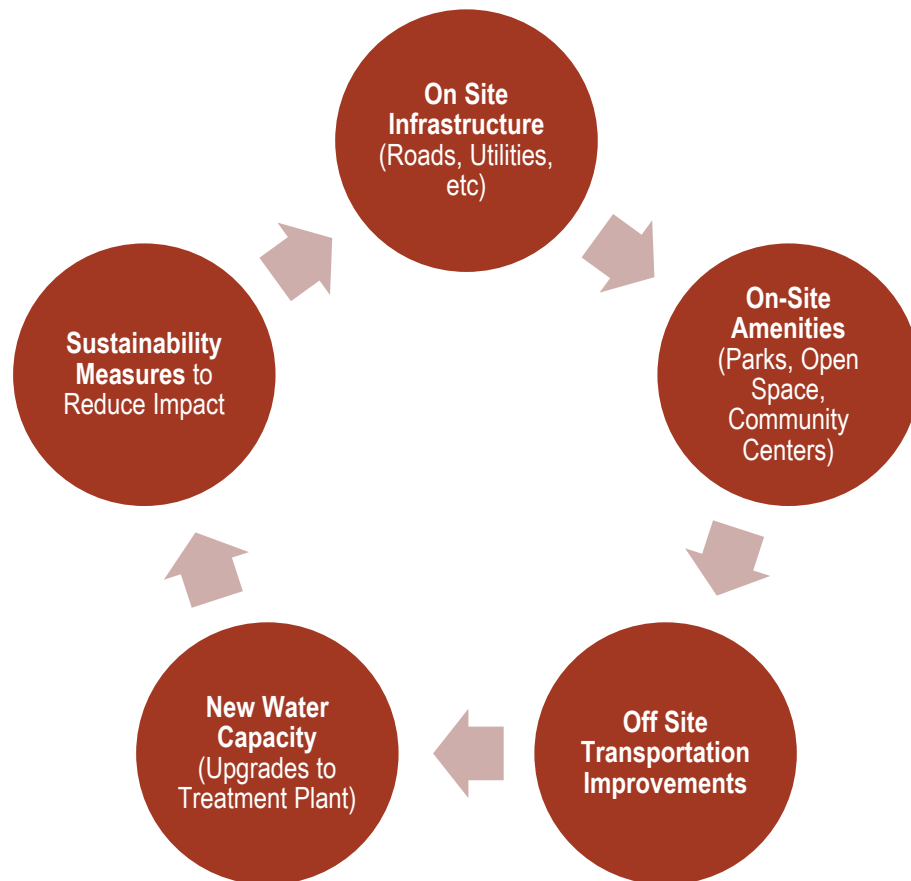 On Site
Infrastructure
(Roads, Utilities,
etc)
On-Site
Amenities
(Parks, Open
Space,
Community
Centers)
Off Site
Transportation
Improvements
New Water
Capacity
(Upgrades to
Treatment Plant)
Sustainability
Measures to
Reduce Impact